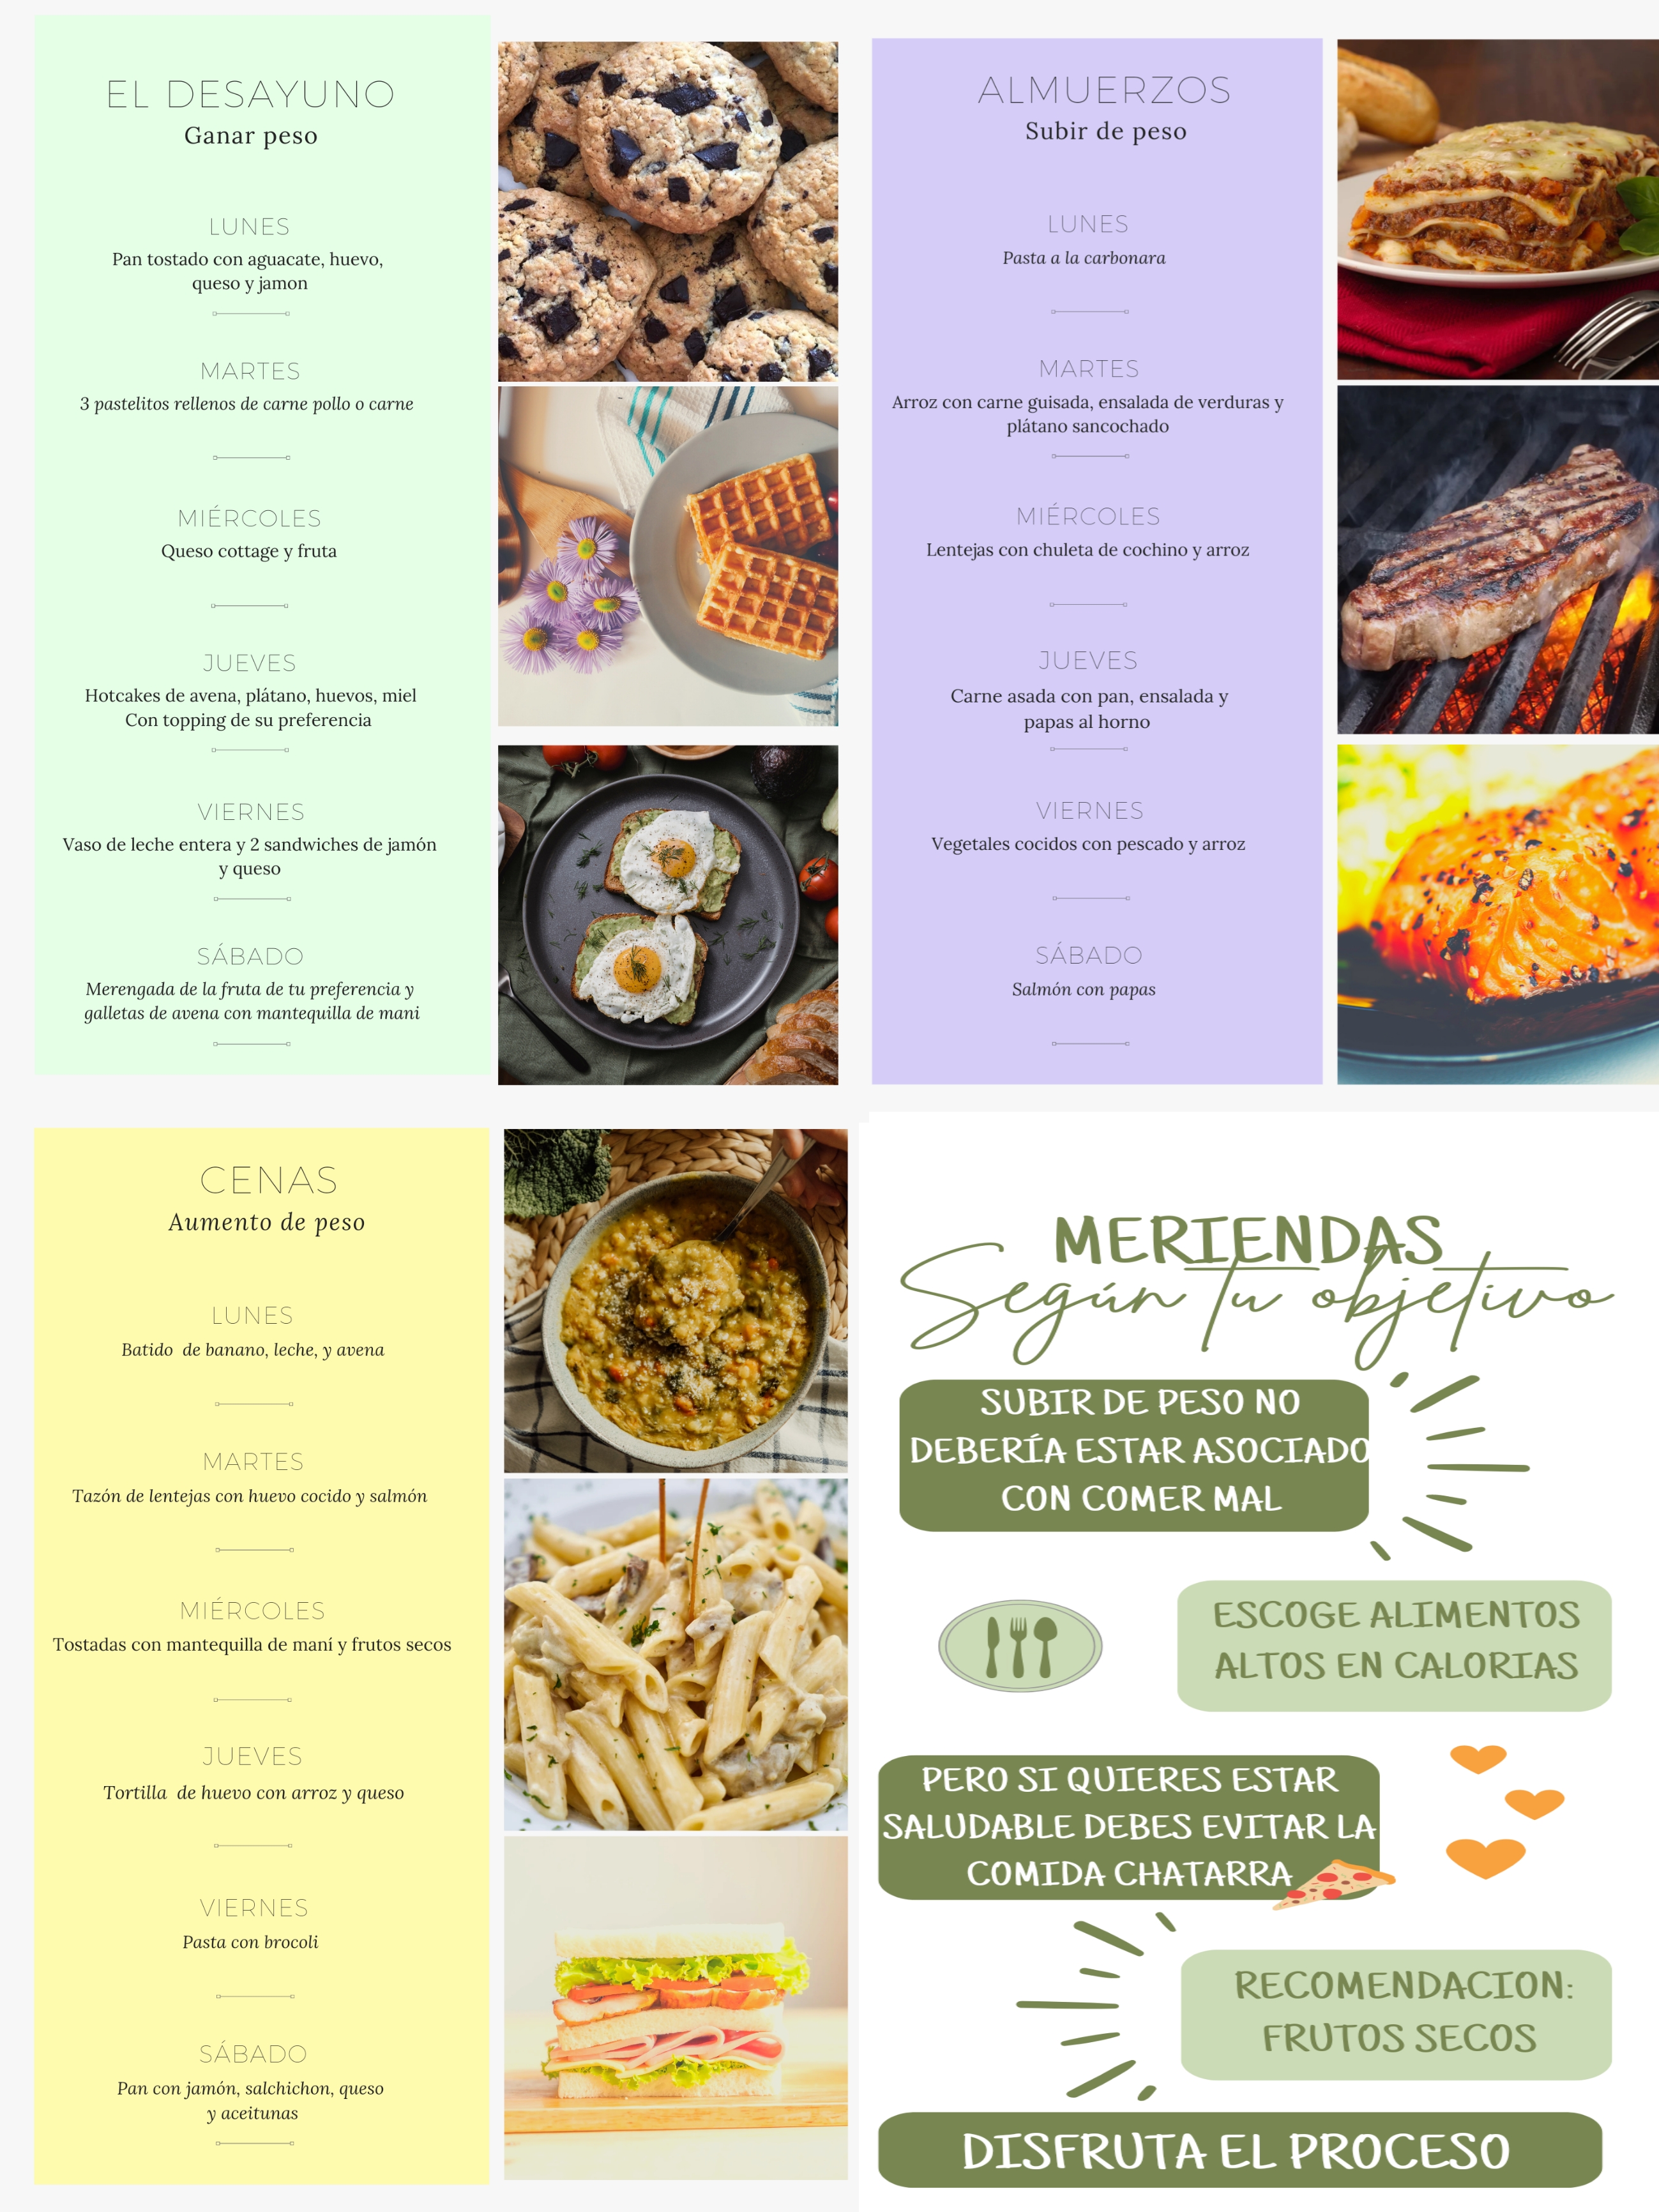 EL DESAYUNO
Ganar peso
LUNES
Pan tostado con aguacate, huevo,
queso y jamon
MARTES
3 pastelitos rellenos de carne pollo o carne
MIÉRCOLES
Queso cottage y fruta
JUEVES
Hotcakes de avena, plátano, huevos, miel
Con topping de su preferencia
VIERNES
Vaso de leche entera y 2 sandwiches de jamón
y queso
SÁBADO
Merengada de la fruta de tu preferencia y
galletas de avena con mantequilla de mani
ALMUERZOS
Subir de peso
LUNES
Pasta a la carbonara
MARTES
Arroz con carne guisada, ensalada de verduras y
plátano sancochado
MIÉRCOLES
Lentejas con chuleta de cochino y arroz
JUEVES
Carne asada con pan, ensalada y
papas al horno
VIERNES
Vegetales cocidos con pescado y arroz
SÁBADO
Salmón con papas
CENAS
Aumento de peso
LUNES
Batido de banano, leche, y avena
MARTES
Tazón de lentejas con huevo cocido y salmón
MIÉRCOLES
Tostadas con mantequilla de maní y frutos secos
JUEVES
Tortilla de huevo con arroz y queso
VIERNES
Pasta con brocoli
SÁBADO
Pan con jamón, salchichon, queso
y aceitunas
MERIENDAS
Según tu objetivo
SUBIR DE PESO NO
DEBERÍA ESTAR ASOCIADO
CON COMER MAL
ESCOGE ALIMENTOS
ALTOS EN CALORIAS
PERO SI QUIERES ESTAR
SALUDABLE DEBES EVITAR LA
COMIDA CHATARRA
RECOMENDACION:
FRUTOS SECOS
DISFRUTA EL PROCESO